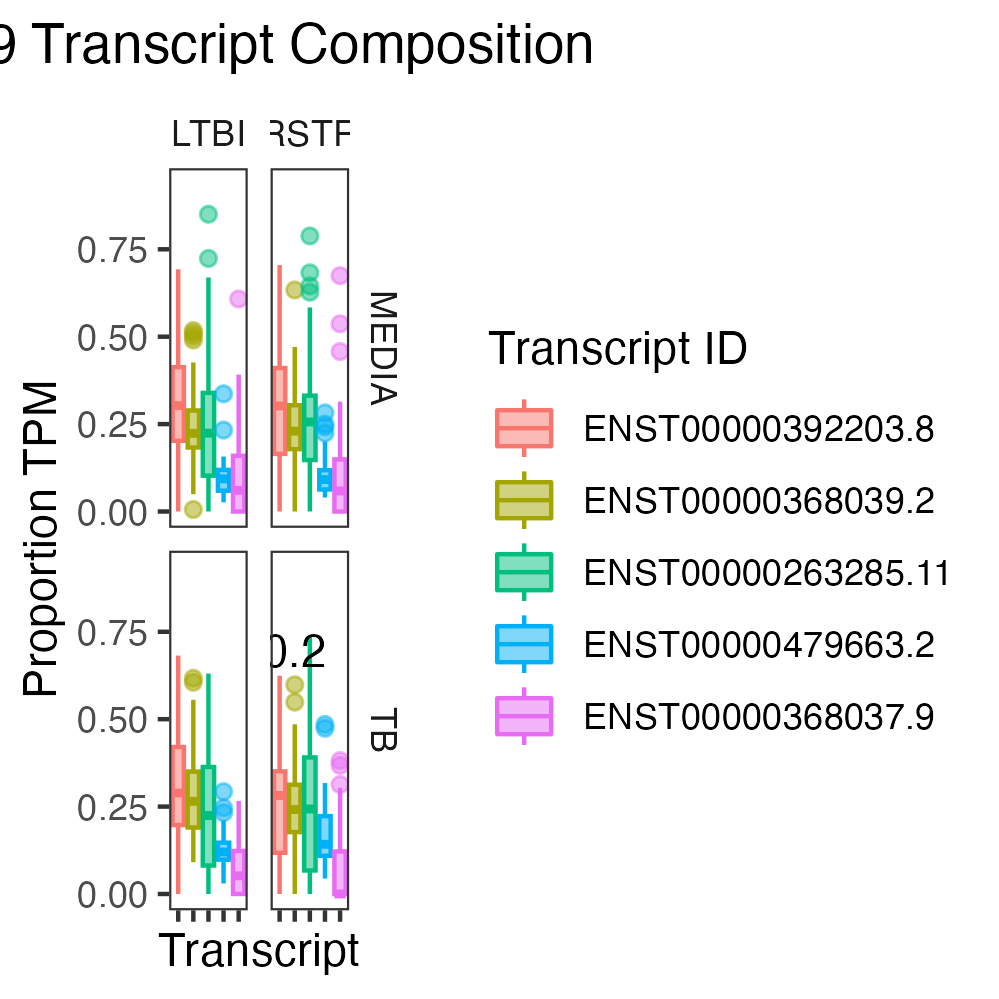 9 Transcript Composition
LTBI RSTR
MEDIA
0.75
0.50
0.25
0.00
Proportion TPM
0.2
TB
0.75
0.50
0.25
0.00
Transcript
Transcript ID
ENST00000392203.8
ENST00000368039.2
ENST00000263285.11
ENST00000479663.2
ENST00000368037.9